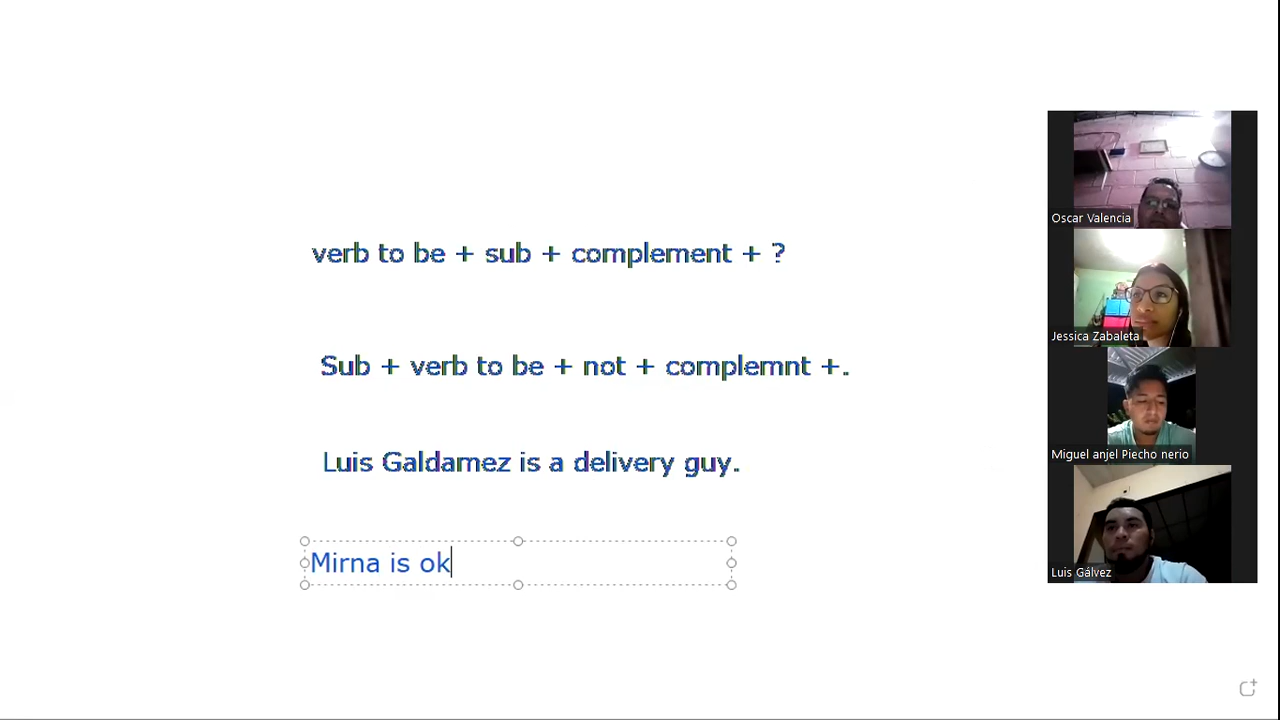 verb to be + sub + complement + ?
Sub + verb to be + not + complemnt +.
Luis Galdamez is a delivery guy.
Mirna is ok
Oscar Valencia
Jessica Zabaleta
Miguel anjel Piecho nerio
Luis Gálvez